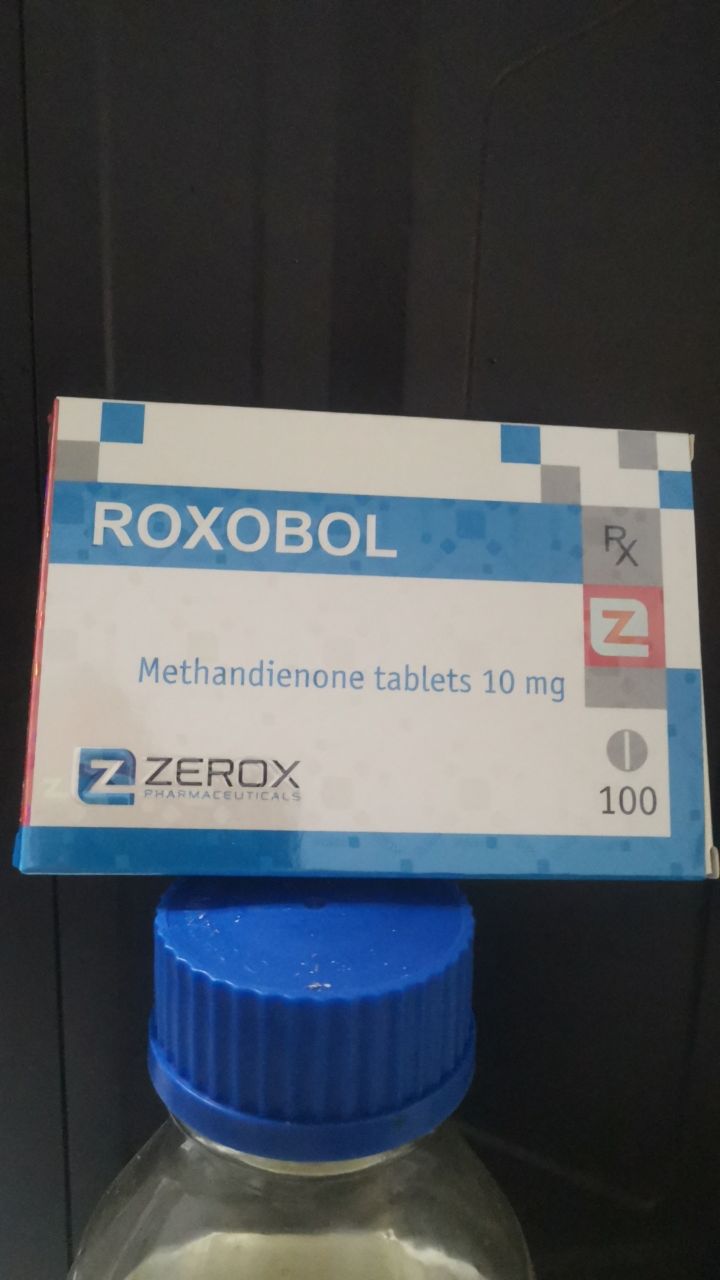 ROXOBOL
Rx
Z
Methandienone tablets 10 mg
Z ZEROX
PHARMACEUTICALS
100